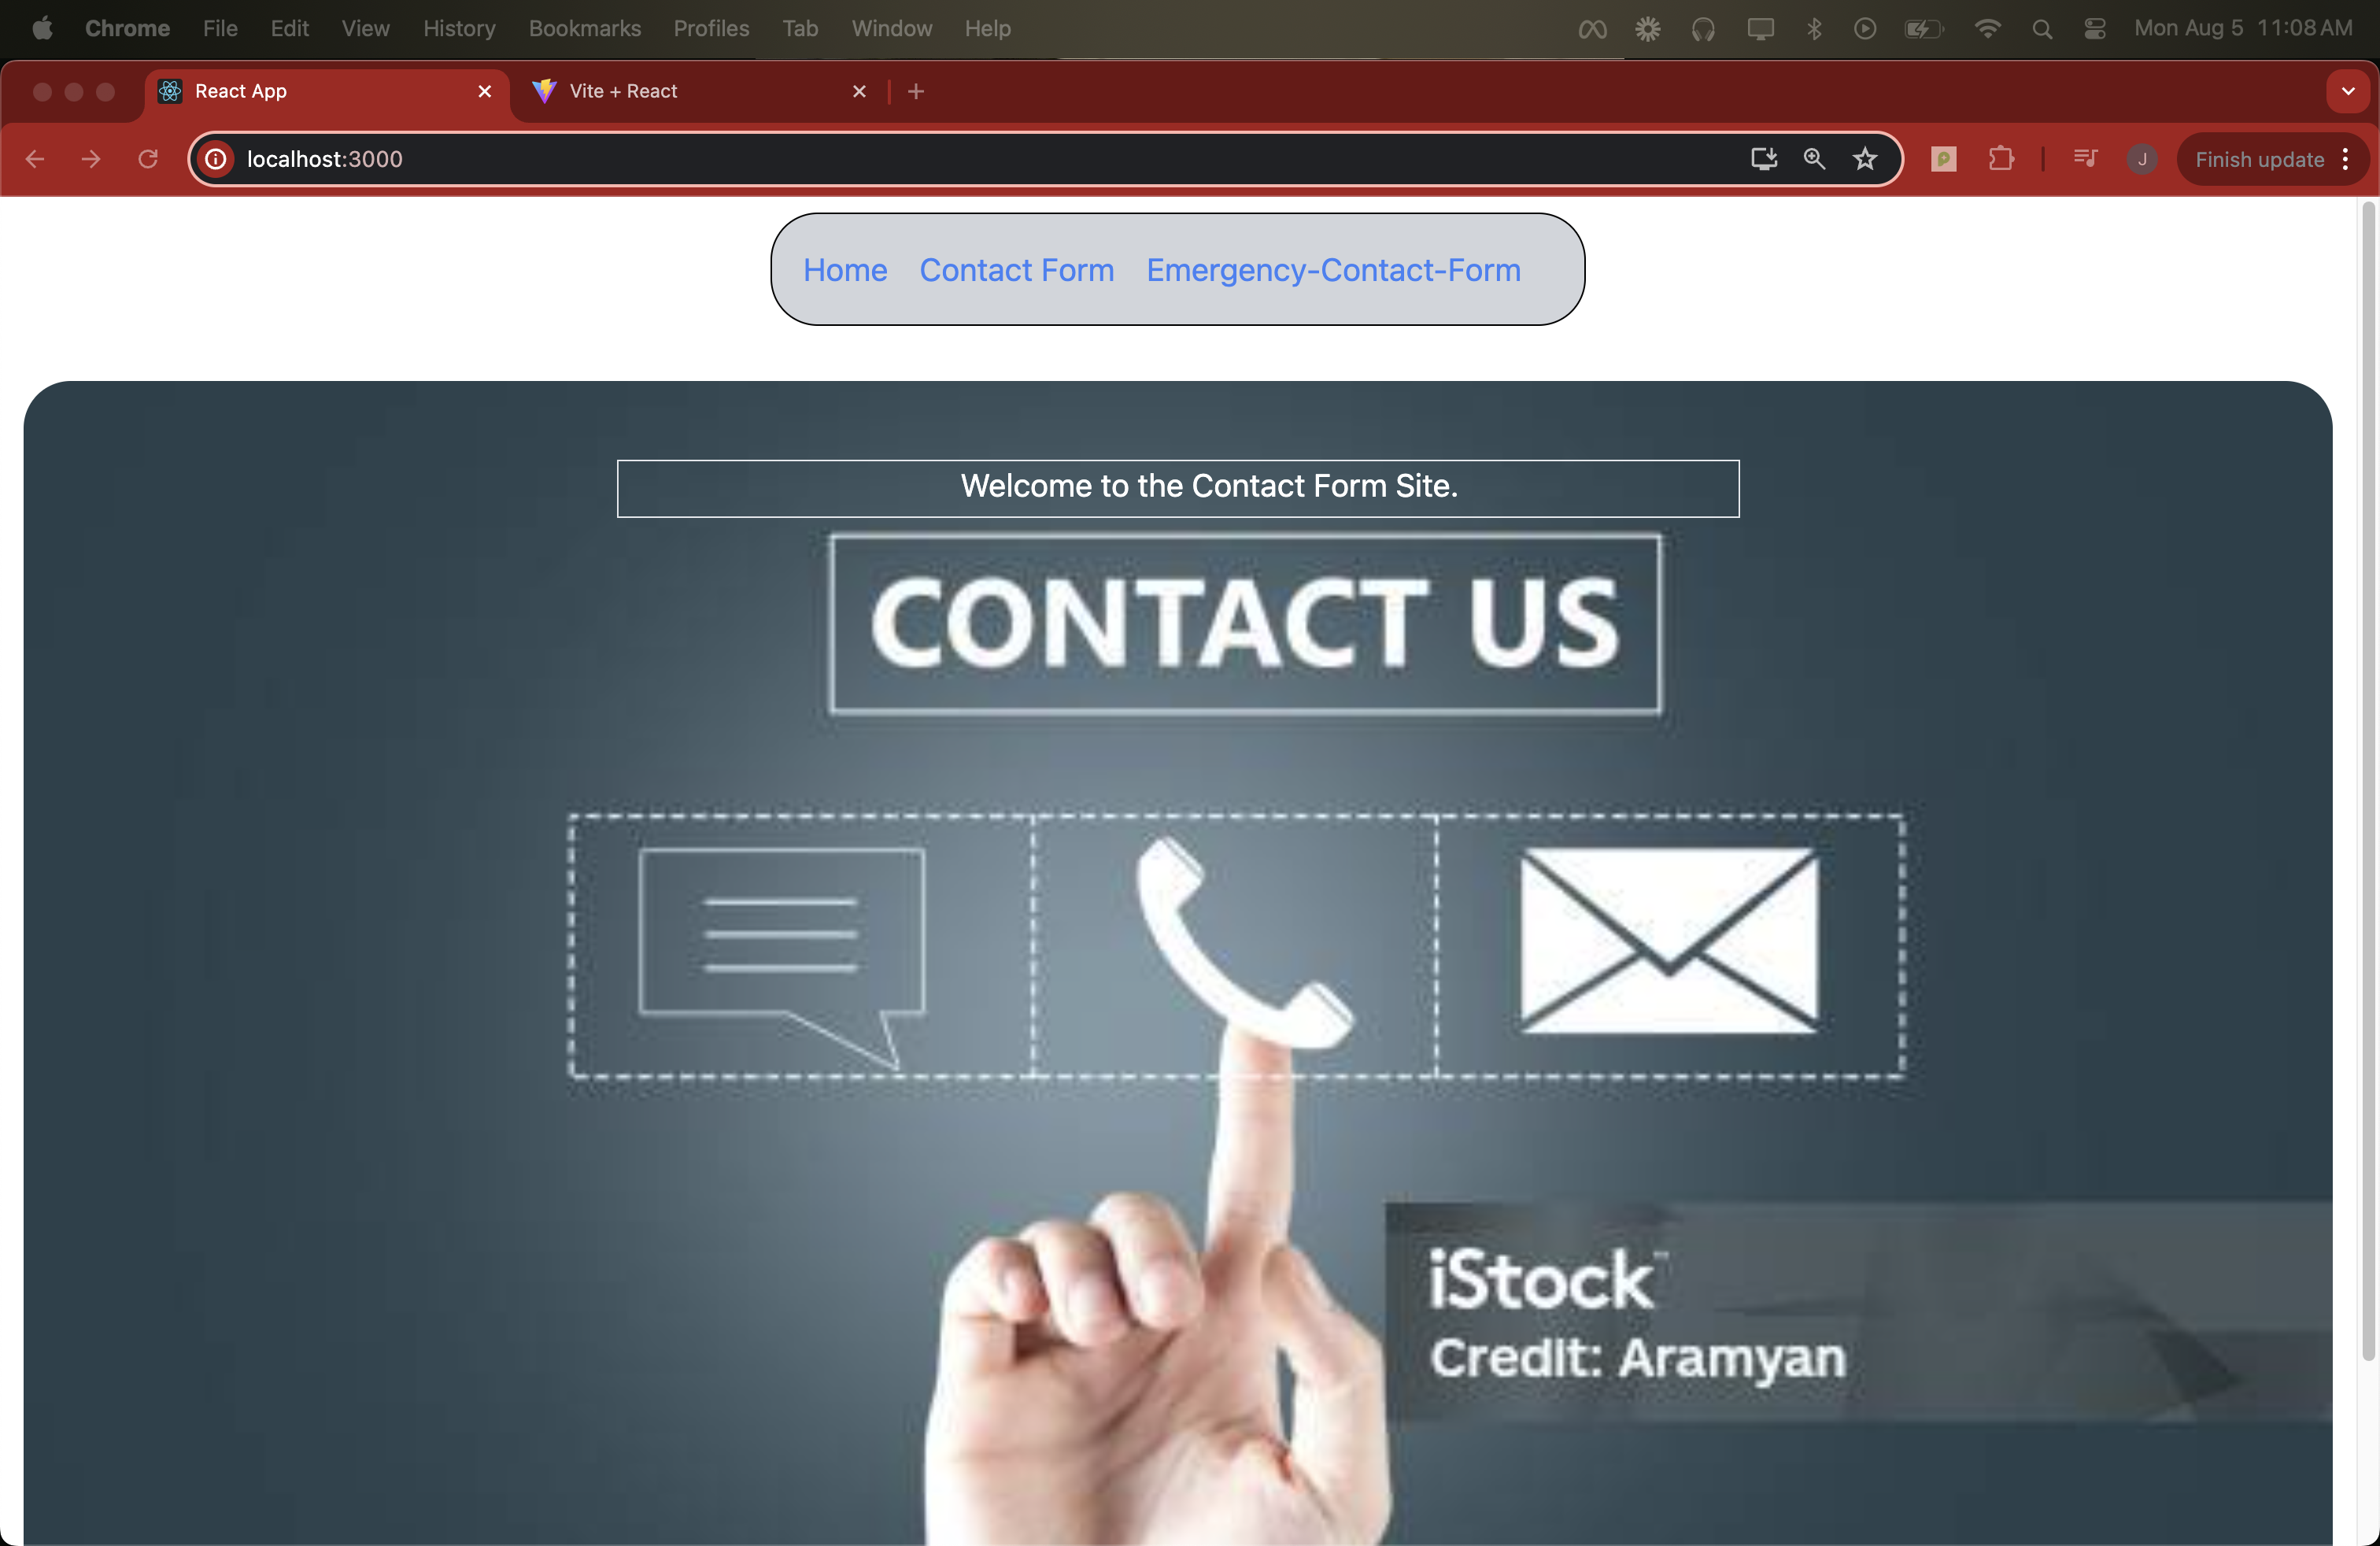 Chrome File Edit View History Bookmarks Profiles Tab Window Help Mon Aug 5 11:08 AM
React App Vite + React
localhost:3000 J Finish update
Home Contact Form Emergency-Contact-Form
Welcome to the Contact Form Site.
CONTACT US
iStock™
Credit: Aramyan